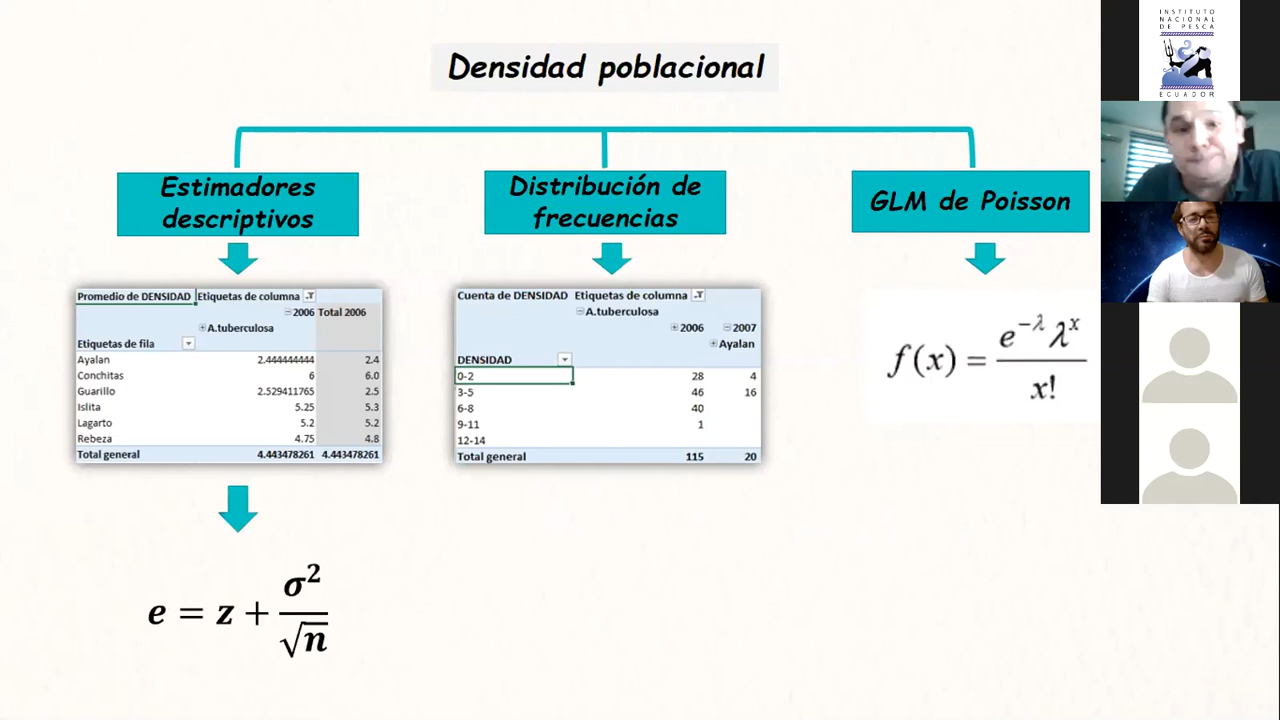 Densidad poblacional
INSTITUTO
NACIONAL
DE PESCA
ECUADOR
Estimadores
descriptivos
Distribución de
frecuencias
GLM de Poisson
Promedio de DENSIDAD Etiquetas de columna
2006 Total 2006
A.tuberculosa
Etiquetas de fila
Ayalan 2.444444444 2.4
Conchitas 6 6.0
Guarillo 2.529411765 2.5
Islita 5.25 5.3
Lagarto 5.2 5.2
Rebeza 4.75 4.8
Total general 4.443478261 4.443478261
Cuenta de DENSIDAD Etiquetas de columna
A.tuberculosa
2006 2007
Ayalan
DENSIDAD
0-2 28 4
3-5 46 16
6-8 40
9-11 1
12-14
Total general 115 20
f(x) = e^{-λ} λ^x / x!
e = z + σ² / √n